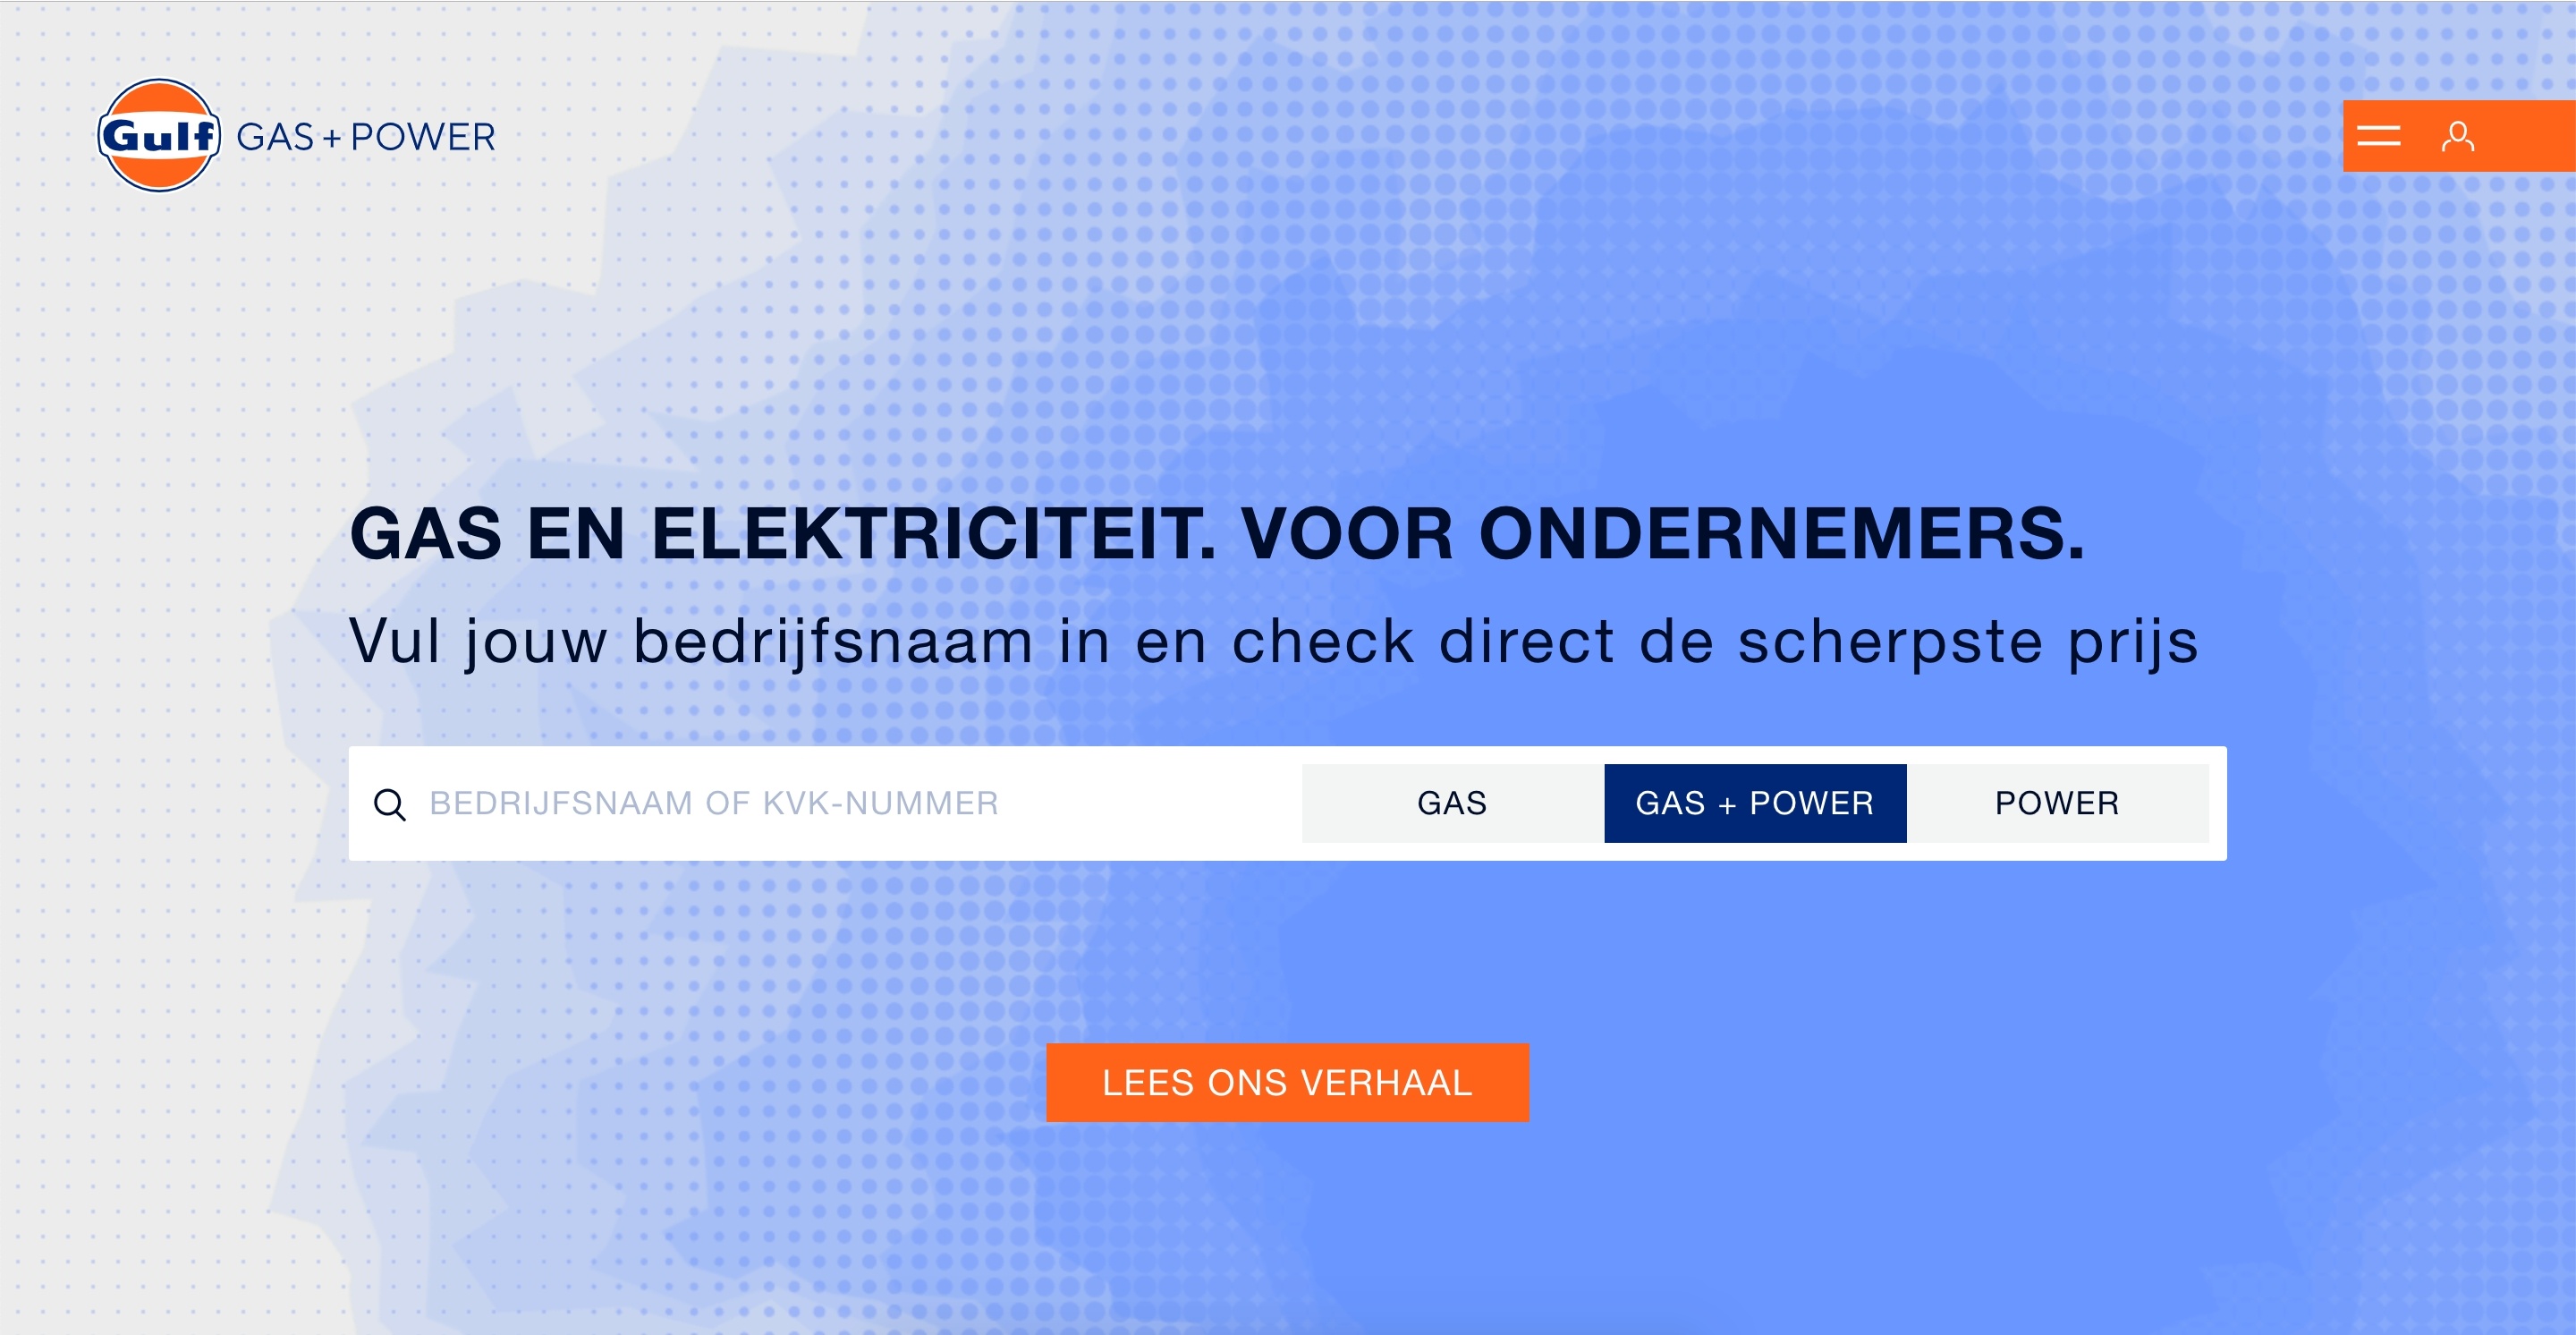 Gulf GAS + POWER
GAS EN ELEKTRICITEIT. VOOR ONDERNEMERS.
Vul jouw bedrijfsnaam in en check direct de scherpste prijs
BEDRIJFSNAAM OF KVK-NUMMER GAS GAS + POWER POWER
LEES ONS VERHAAL